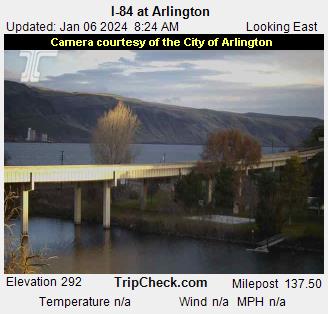 I-84 at Arlington
Updated: Jan 06 2024 8:24 AM Looking East
Camera courtesy of the City of Arlington
Elevation 292 TripCheck.com Milepost 137.50
Temperature n/a Wind n/a MPH n/a